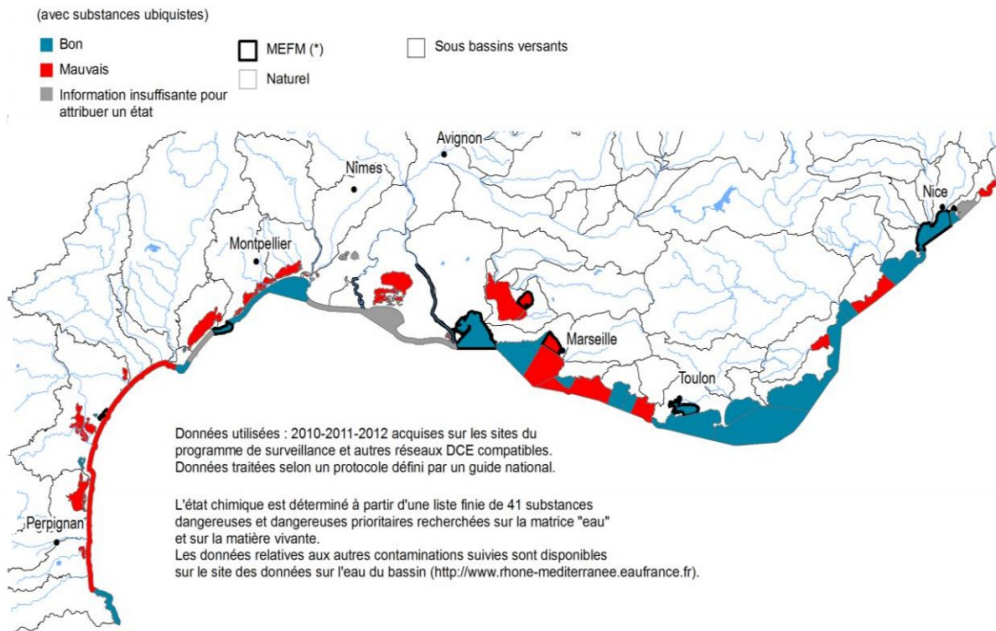 (avec substances ubiquistes)
Bon
Mauvais
Information insuffisante pour
attribuer un état
MEFM (*)
Naturel
Sous bassins versants
Avignon
Nîmes
Nice
Montpellier
Marseille
Toulon
Perpignan
Données utilisées : 2010-2011-2012 acquises sur les sites du
programme de surveillance et autres réseaux DCE compatibles.
Données traitées selon un protocole défini par un guide national.
L'état chimique est déterminé à partir d'une liste finie de 41 substances
dangereuses et dangereuses prioritaires recherchées sur la matrice "eau"
et sur la matière vivante.
Les données relatives aux autres contaminations suivies sont disponibles
sur le site des données sur l'eau du bassin (http://www.rhone-mediterranee.eaufrance.fr).